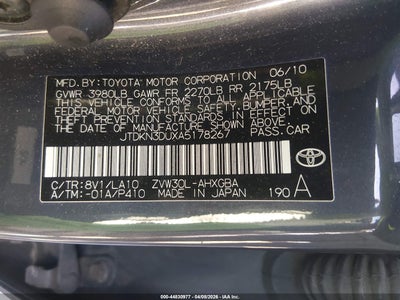 MFD. BY: TOYOTA MOTOR CORPORATION 06/10
GVWR 3980LB GAWR FR 2270LB RR 2175LB
THIS VEHICLE CONFORMS TO ALL APPLICABLE
FEDERAL MOTOR VEHICLE SAFETY, BUMPER, AND
THEFT PREVENTION STANDARDS IN EFFECT ON
THE DATE OF MANUFACTURE SHOWN ABOVE.
JTDKN3DUXA5178267 PASS. CAR
TOYOTA
C/TR: 8V1/LA10 ZVW30L-AHXGBA
A/TM: -01A/P410 MADE IN JAPAN 190 A
000-44830977 - 04/09/2026 - © COPYRIGHT IAA